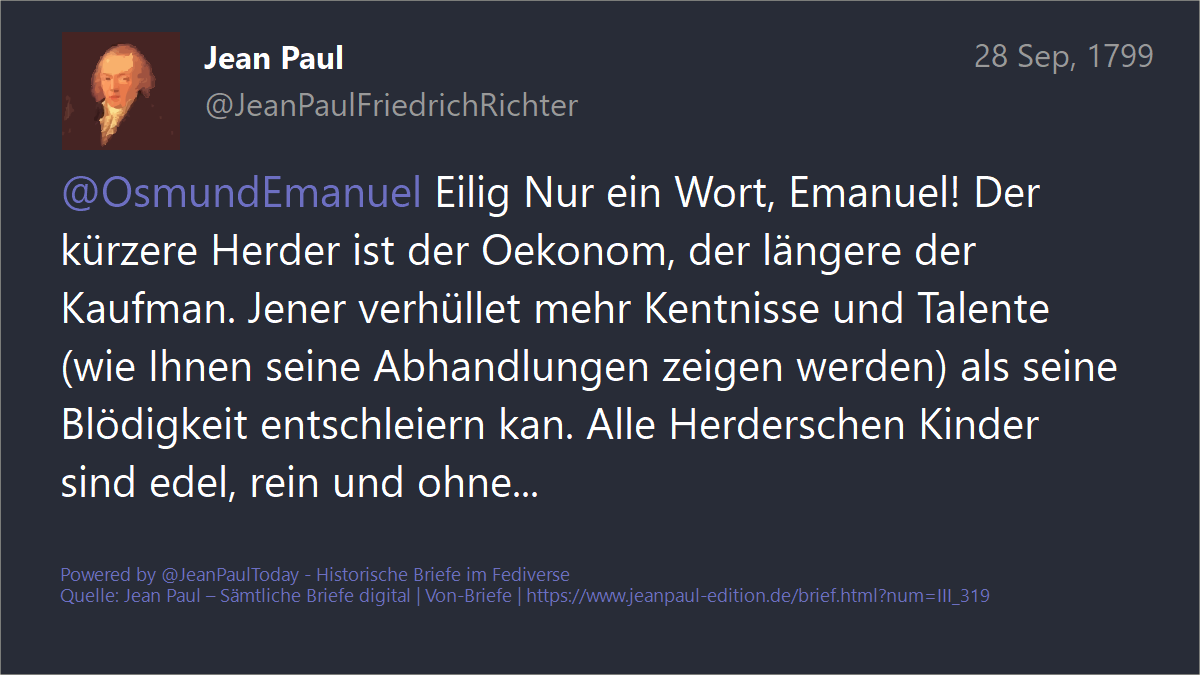 Jean Paul
28 Sep, 1799
@JeanPaulFriedrichRichter
@OsmundEmanuel Eilig Nur ein Wort, Emanuel! Der
kürzere Herder ist der Oekonom, der längere der
Kaufman. Jener verhüllet mehr Kentnisse und Talente
(wie Ihnen seine Abhandlungen zeigen werden) als seine
Blödigkeit entschleiern kan. Alle Herderschen Kinder
sind edel, rein und ohne...
Powered by @JeanPaulToday - Historische Briefe im Fediverse
Quelle: Jean Paul – Sämtliche Briefe digital | Von-Briefe | https://www.jeanpaul-edition.de/brief.html?num=III_319